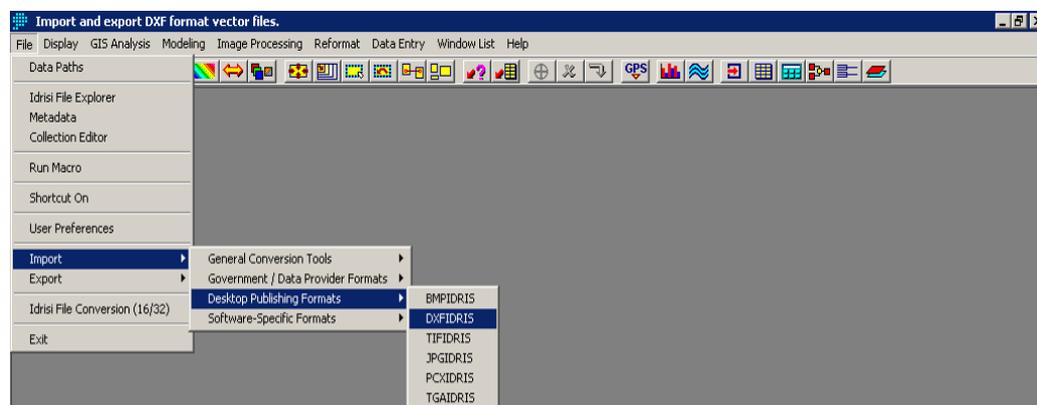 Import and export DXF format vector files.
File Display GIS Analysis Modeling Image Processing Reformat Data Entry Window List Help
GPS
Data Paths
Idrisi File Explorer
Metadata
Collection Editor
Run Macro
Shortcut On
User Preferences
Import
Export
Idrisi File Conversion (16/32)
Exit
General Conversion Tools
Government / Data Provider Formats
Desktop Publishing Formats
Software-Specific Formats
BMPIDRIS
DXFIDRIS
TIFIDRIS
JPGIDRIS
PCXIDRIS
TGAIDRIS